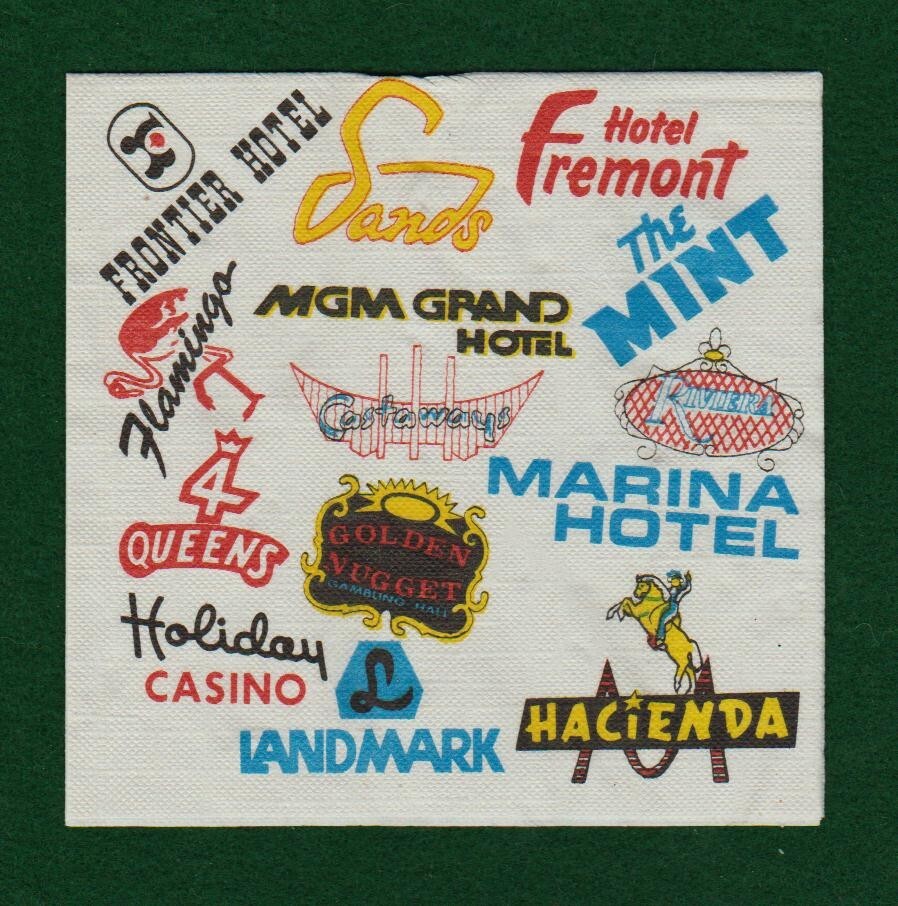 FRONTIER HOTEL
Sands
Hotel
Fremont
The
MINT
Flamingo
MGM GRAND
HOTEL
Castaways
RIVIERA
4
QUEENS
GOLDEN
NUGGET
GAMBLING HALL
MARINA
HOTEL
Holiday
CASINO
L
LANDMARK
HACIENDA